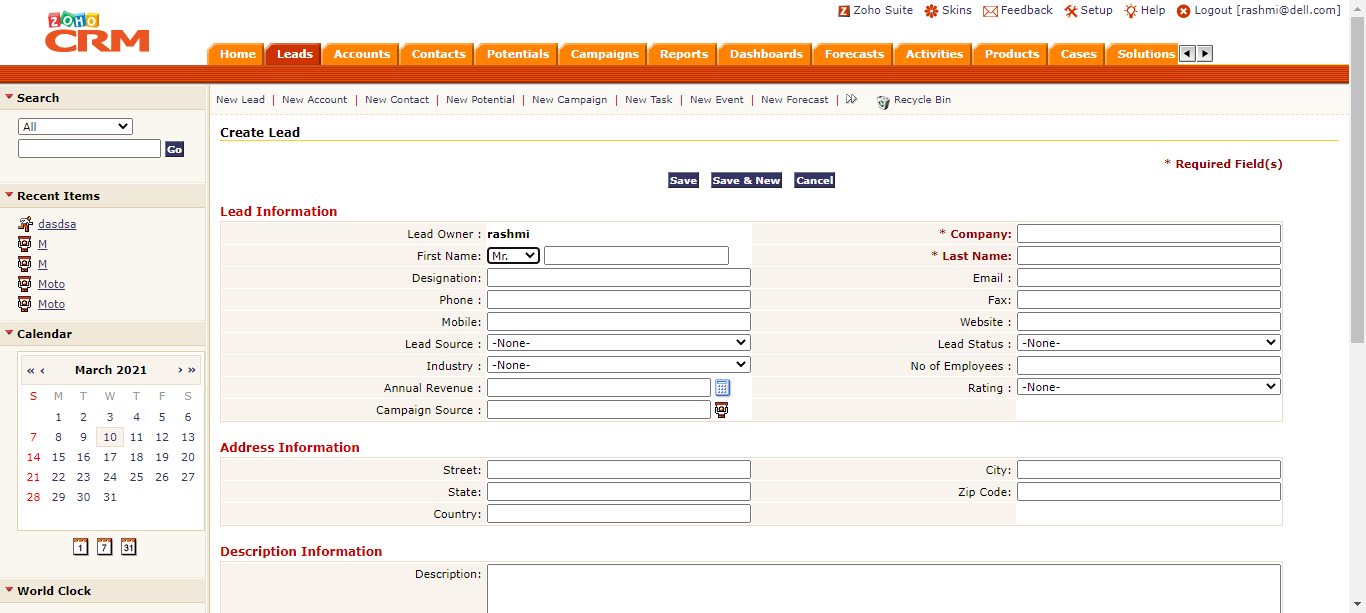 ZOHO
CRM
Zoho Suite Skins Feedback Setup Help Logout [rashmi@dell.com]
Home Leads Accounts Contacts Potentials Campaigns Reports Dashboards Forecasts Activities Products Cases Solutions
Search
All
Go
Recent Items
dasdsa
M
M
Moto
Moto
Calendar
« ‹ March 2021 › »
S M T W T F S
1 2 3 4 5 6
7 8 9 10 11 12 13
14 15 16 17 18 19 20
21 22 23 24 25 26 27
28 29 30 31
1 7 31
World Clock
New Lead | New Account | New Contact | New Potential | New Campaign | New Task | New Event | New Forecast | Recycle Bin
Create Lead
* Required Field(s)
Save Save & New Cancel
Lead Information
Lead Owner : rashmi * Company:
First Name: Mr. * Last Name:
Designation: Email :
Phone : Fax:
Mobile: Website :
Lead Source : -None- Lead Status : -None-
Industry : -None- No of Employees :
Annual Revenue : Rating : -None-
Campaign Source :
Address Information
Street: City:
State: Zip Code:
Country:
Description Information
Description: